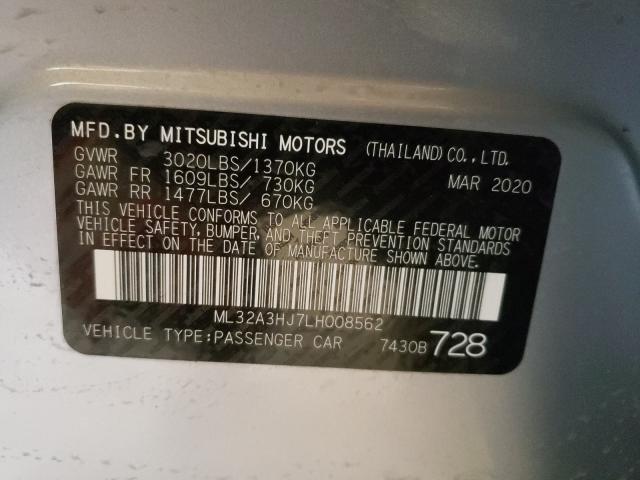 MFD.BY MITSUBISHI MOTORS (THAILAND)CO.,LTD.
GVWR 3020LBS/1370KG MAR 2020
GAWR FR 1609LBS/ 730KG
GAWR RR 1477LBS/ 670KG
THIS VEHICLE CONFORMS TO ALL APPLICABLE FEDERAL MOTOR
VEHICLE SAFETY, BUMPER, AND THEFT PREVENTION STANDARDS
IN EFFECT ON THE DATE OF MANUFACTURE SHOWN ABOVE.
ML32A3HJ7LH008562
VEHICLE TYPE:PASSENGER CAR 7430B728